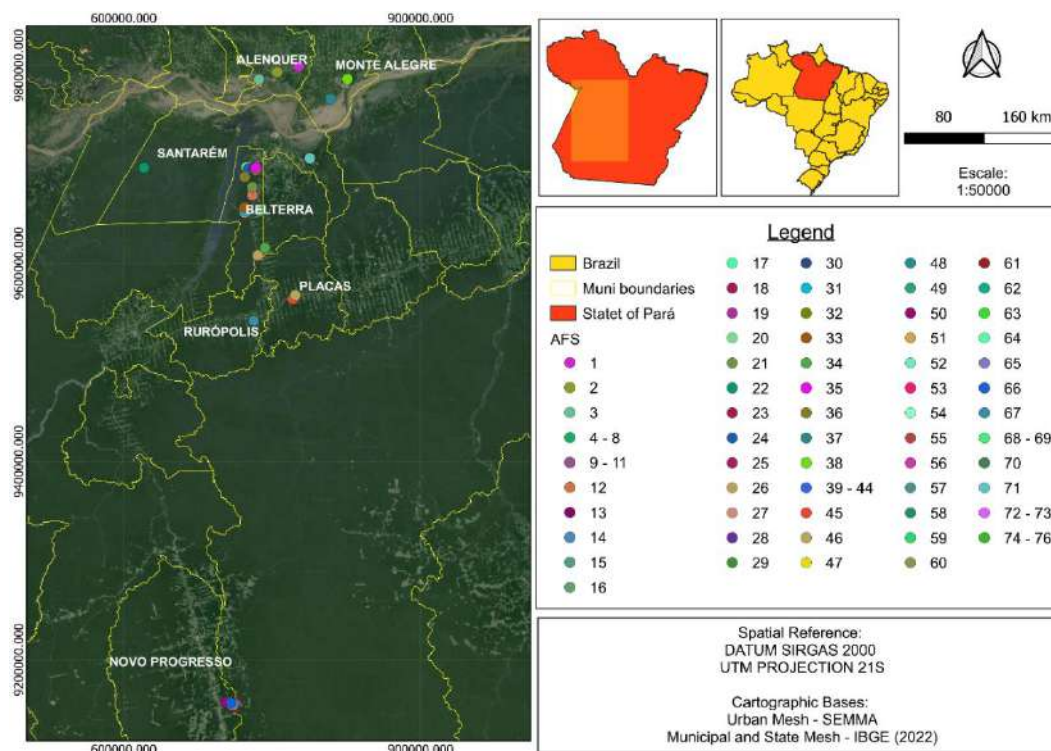 600000.000
900000.000
9800000.000
9600000.000
9400000.000
9200000.000
ALENQUER
MONTE ALEGRE
SANTARÉM
BELTERRA
PLACAS
RURÓPOLIS
NOVO PROGRESSO
600000.000
900000.000
80
160 km
Escale:
1:50000
Legend
Brazil
Muni boundaries
Statet of Pará
AFS
1
2
3
4 - 8
9 - 11
12
13
14
15
16
17
18
19
20
21
22
23
24
25
26
27
28
29
30
31
32
33
34
35
36
37
38
39 - 44
45
46
47
48
49
50
51
52
53
54
55
56
57
58
59
60
61
62
63
64
65
66
67
68 - 69
70
71
72 - 73
74 - 76
Spatial Reference:
DATUM SIRGAS 2000
UTM PROJECTION 21S
Cartographic Bases:
Urban Mesh - SEMMA
Municipal and State Mesh - IBGE (2022)